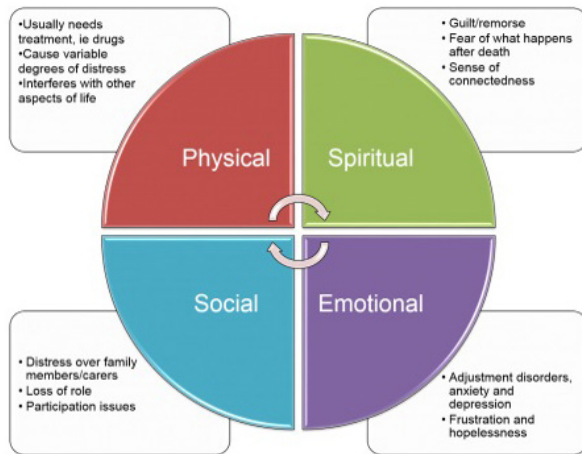 •Usually needs
treatment, ie drugs
•Cause variable
degrees of distress
•Interferes with other
aspects of life
• Guilt/remorse
• Fear of what happens
after death
• Sense of
connectedness
Physical
Spiritual
Social
Emotional
• Distress over family
members/carers
• Loss of role
• Participation issues
• Adjustment disorders,
anxiety and
depression
• Frustration and
hopelessness